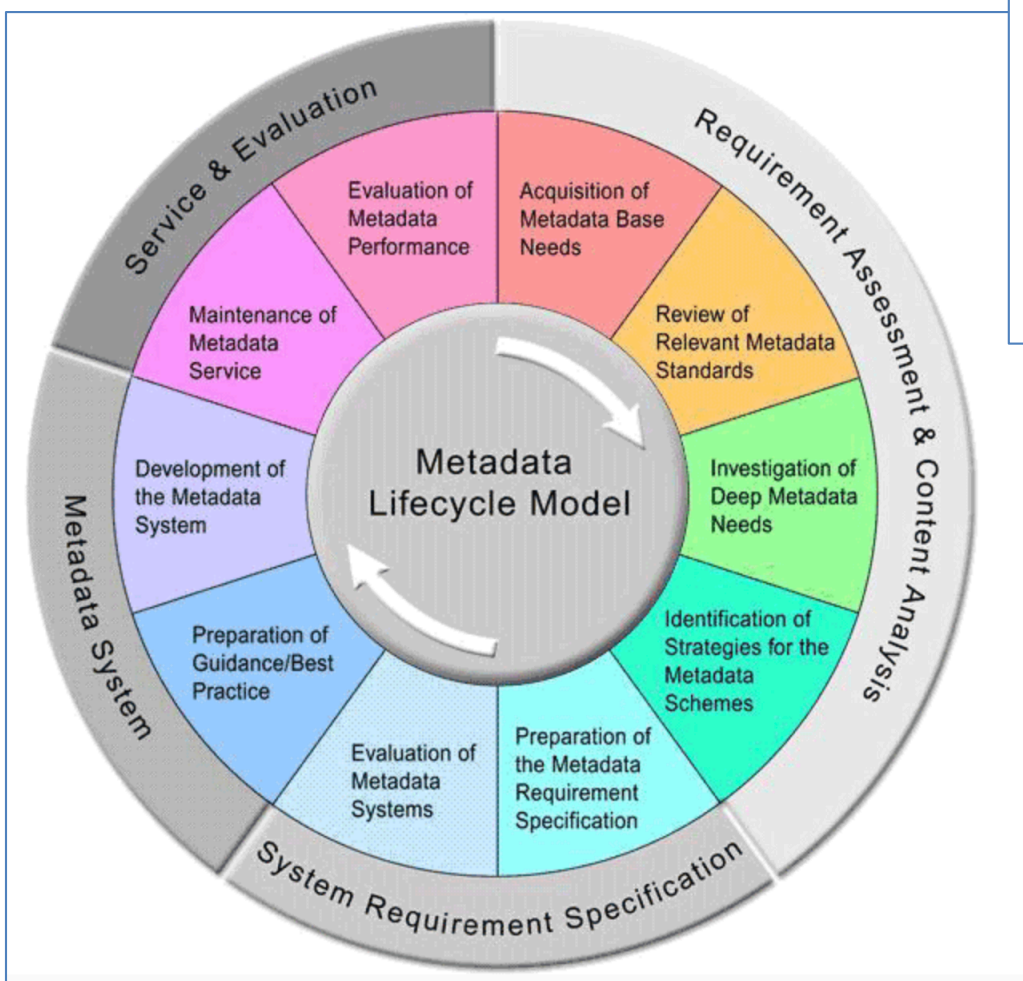 Metadata
Lifecycle Model
Requirement Assessment & Content Analysis
Acquisition of
Metadata Base
Needs
Review of
Relevant Metadata
Standards
Investigation of
Deep Metadata
Needs
Identification of
Strategies for the
Metadata
Schemes
System Requirement Specification
Preparation of
the Metadata
Requirement
Specification
Evaluation of
Metadata
Systems
Metadata System
Preparation of
Guidance/Best
Practice
Development of
the Metadata
System
Service & Evaluation
Maintenance of
Metadata
Service
Evaluation of
Metadata
Performance